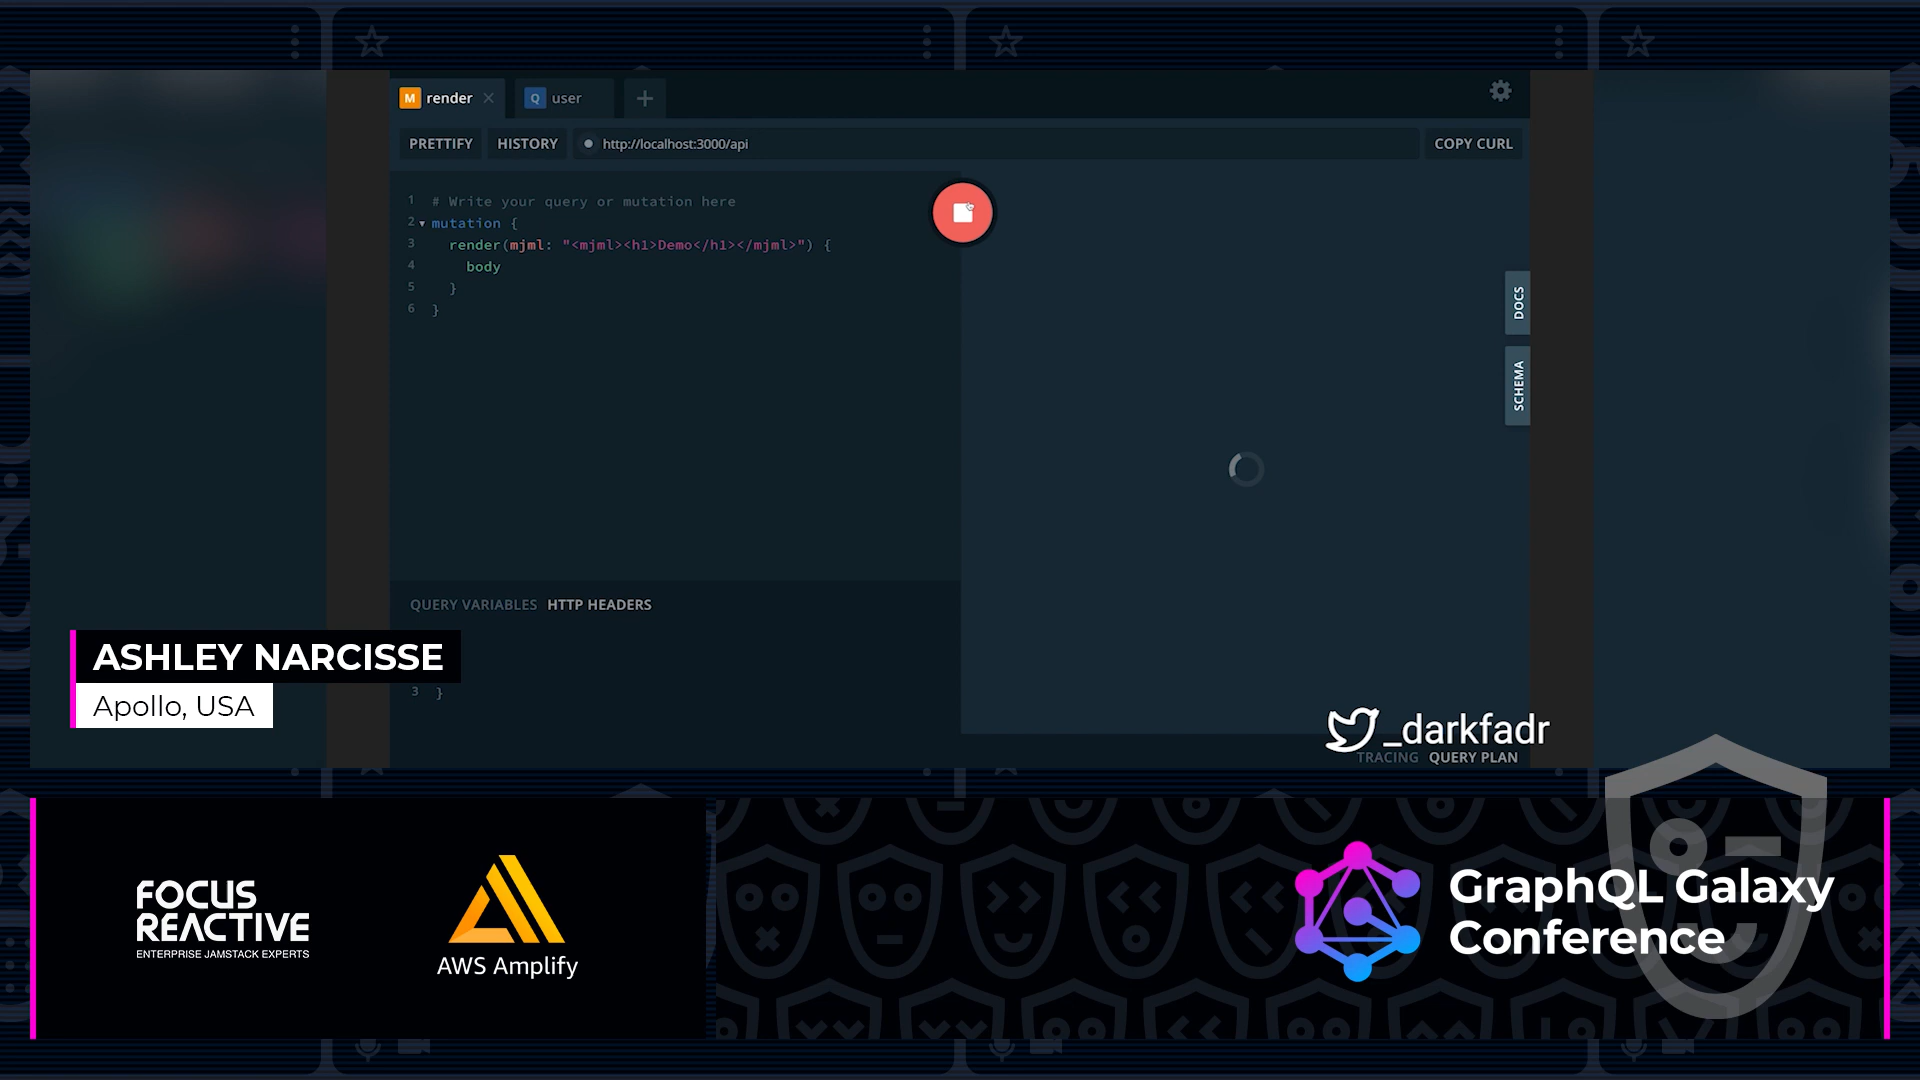 M render
Q user
PRETTIFY HISTORY http://localhost:3000/api COPY CURL
1 # Write your query or mutation here
2 mutation {
3 render(mjml: "<mjml><h1>Demo</h1></mjml>") {
4 body
5 }
6 }
DOCS
SCHEMA
QUERY VARIABLES HTTP HEADERS
3 }
ASHLEY NARCISSE
Apollo, USA
_darkfadr
TRACING QUERY PLAN
FOCUS
REACTIVE
ENTERPRISE JAMSTACK EXPERTS
AWS Amplify
GraphQL Galaxy
Conference